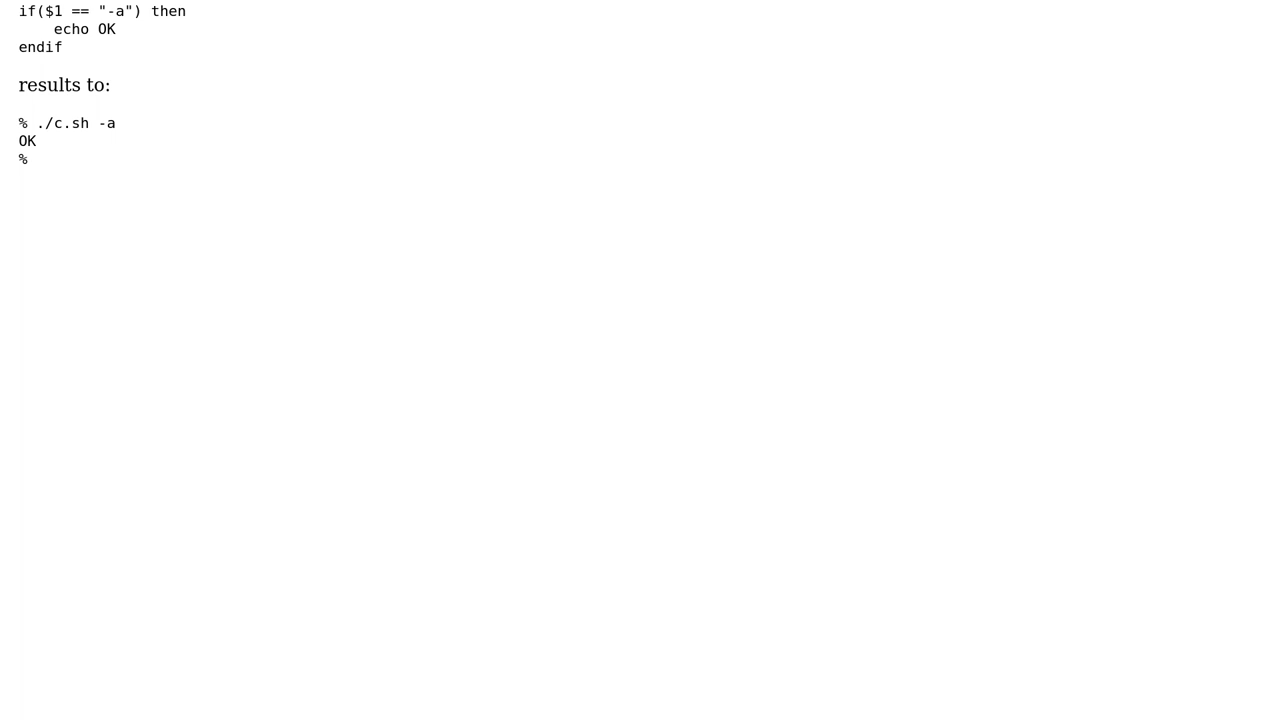 if($1 == "-a") then
    echo OK
endif
results to:
% ./c.sh -a
OK
%